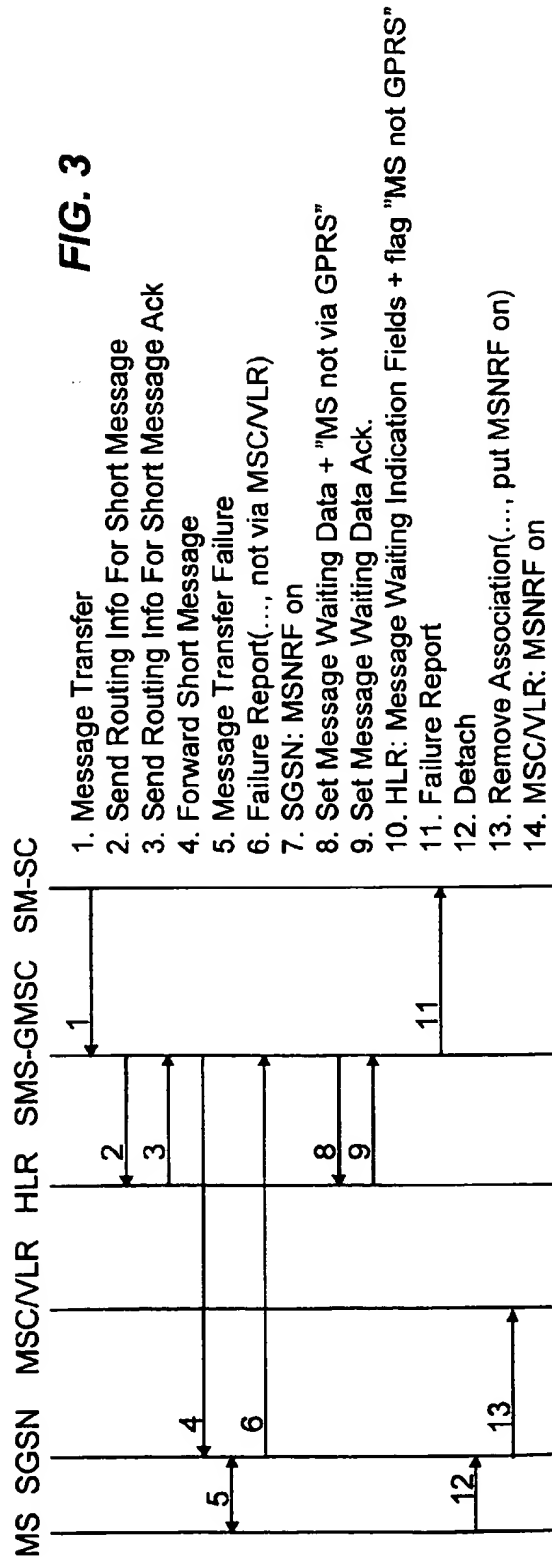 FIG. 3
MS SGSN MSC/VLR HLR SMS-GMSC SM-SC
1
2
3
4
5
6
8
9
11
12
13
1. Message Transfer
2. Send Routing Info For Short Message
3. Send Routing Info For Short Message Ack
4. Forward Short Message
5. Message Transfer Failure
6. Failure Report(..., not via MSC/VLR)
7. SGSN: MSNRF on
8. Set Message Waiting Data + "MS not via GPRS"
9. Set Message Waiting Data Ack.
10. HLR: Message Waiting Indication Fields + flag "MS not GPRS"
11. Failure Report
12. Detach
13. Remove Association(..., put MSNRF on)
14. MSC/VLR: MSNRF on